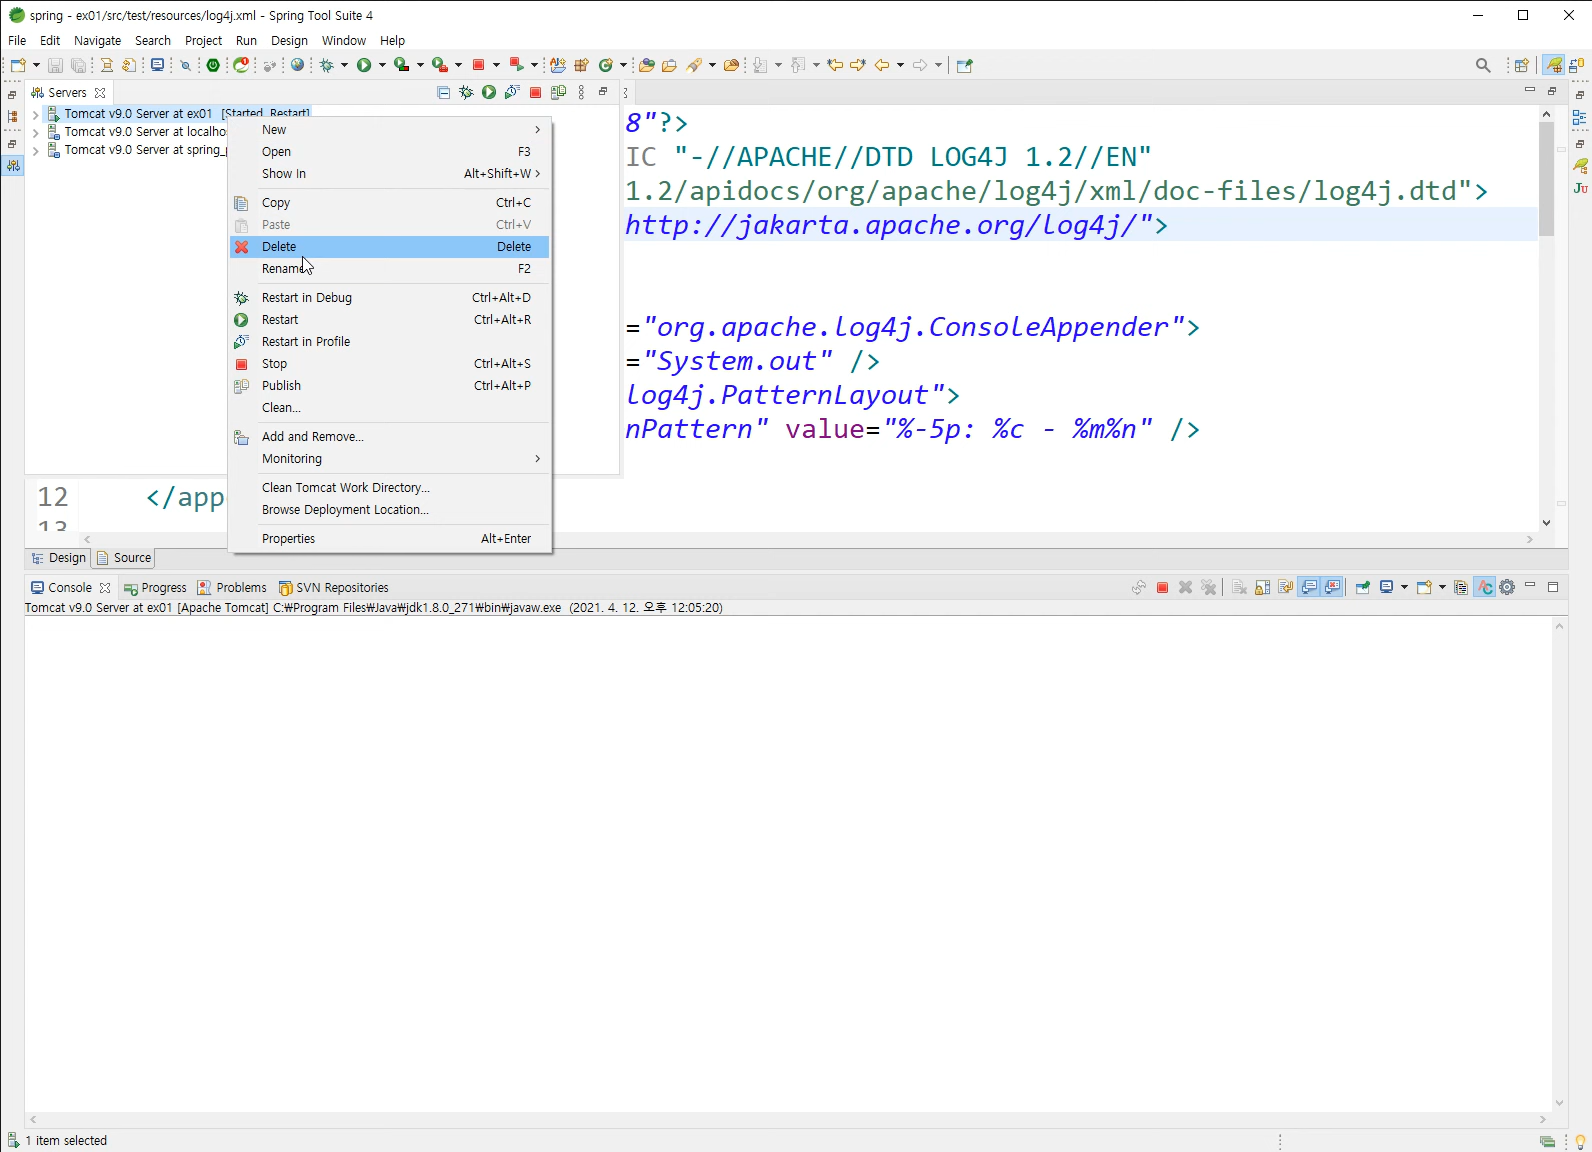 spring - ex01/src/test/resources/log4j.xml - Spring Tool Suite 4
File Edit Navigate Search Project Run Design Window Help
Servers
Tomcat v9.0 Server at ex01 [Started, Restart]
Tomcat v9.0 Server at localho
Tomcat v9.0 Server at spring_
New
Open F3
Show In Alt+Shift+W
Copy Ctrl+C
Paste Ctrl+V
Delete Delete
Rename F2
Restart in Debug Ctrl+Alt+D
Restart Ctrl+Alt+R
Restart in Profile
Stop Ctrl+Alt+S
Publish Ctrl+Alt+P
Clean...
Add and Remove...
Monitoring
Clean Tomcat Work Directory...
Browse Deployment Location...
Properties Alt+Enter
8"?>
IC "-//APACHE//DTD LOG4J 1.2//EN"
1.2/apidocs/org/apache/log4j/xml/doc-files/log4j.dtd">
http://jakarta.apache.org/log4j/">
="org.apache.log4j.ConsoleAppender">
="System.out" />
log4j.PatternLayout">
nPattern" value="%-5p: %c - %m%n" />
12 </app
13
Design Source
Console Progress Problems SVN Repositories
Tomcat v9.0 Server at ex01 [Apache Tomcat] C:₩Program Files₩Java₩jdk1.8.0_271₩bin₩javaw.exe (2021. 4. 12. 오후 12:05:20)
1 item selected